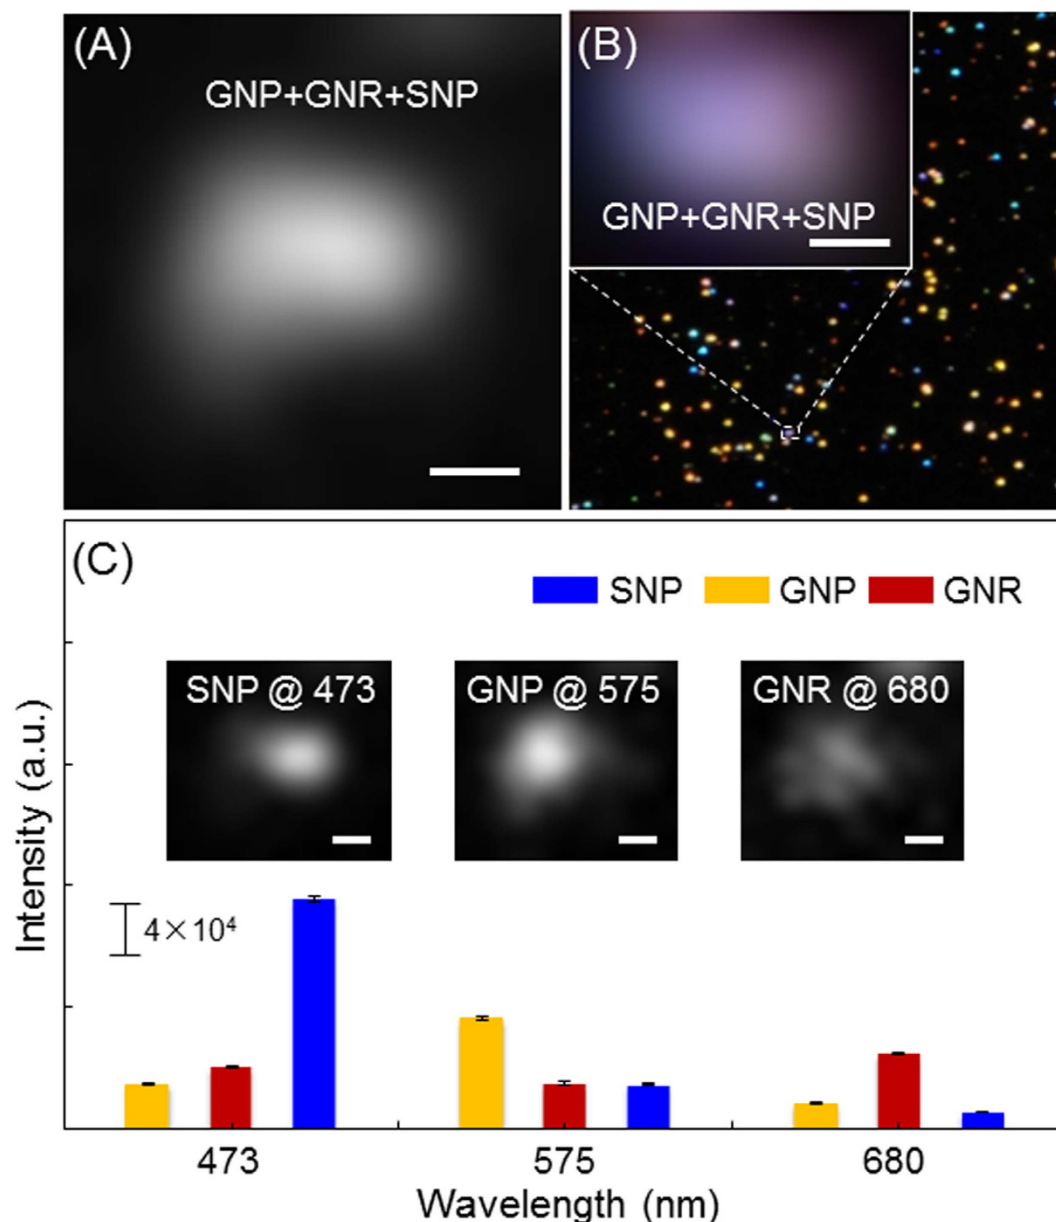 (A)
GNP+GNR+SNP
(B)
GNP+GNR+SNP
(C)
SNP GNP GNR
SNP @ 473
GNP @ 575
GNR @ 680
4×10⁴
Intensity (a.u.)
473 575 680
Wavelength (nm)